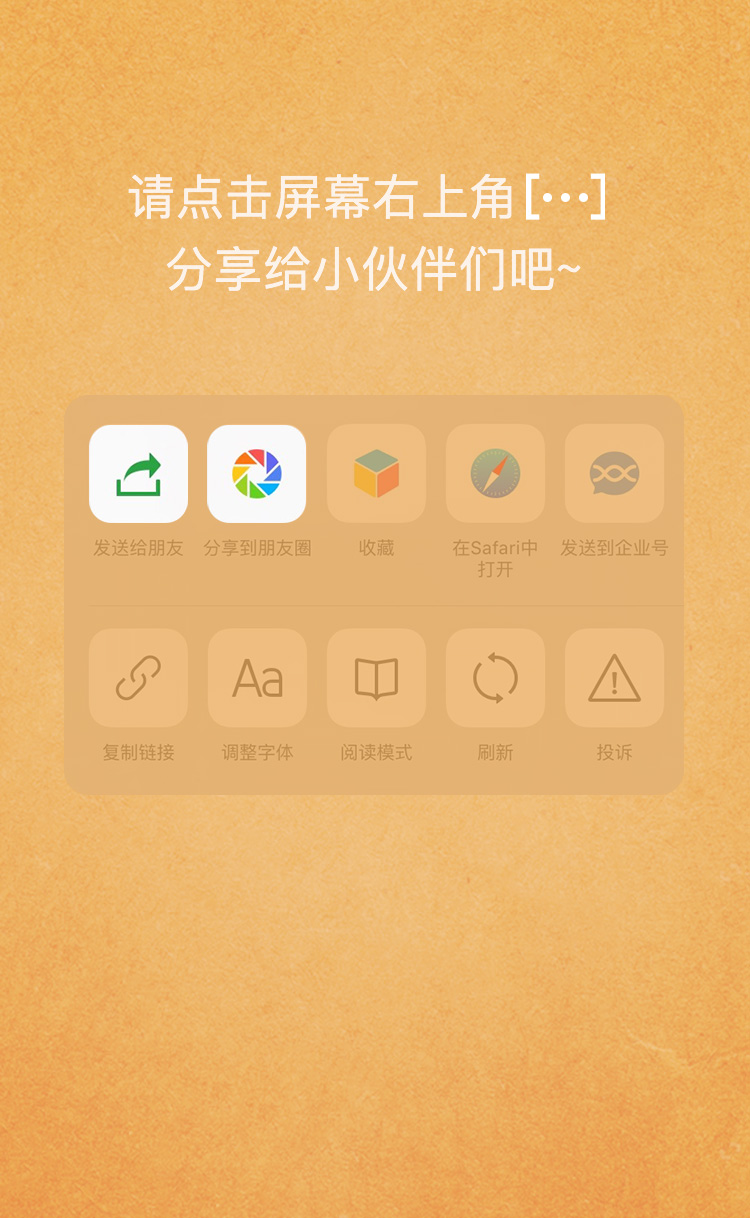 请点击屏幕右上角[···]
分享给小伙伴们吧~
发送给朋友 分享到朋友圈 收藏 在Safari中 发送到企业号
打开
复制链接 调整字体 阅读模式 刷新 投诉